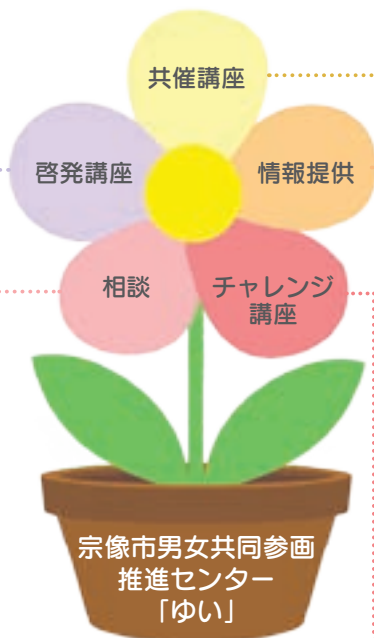 共催講座
啓発講座
情報提供
相談
チャレンジ
講座
宗像市男女共同参画
推進センター
「ゆい」